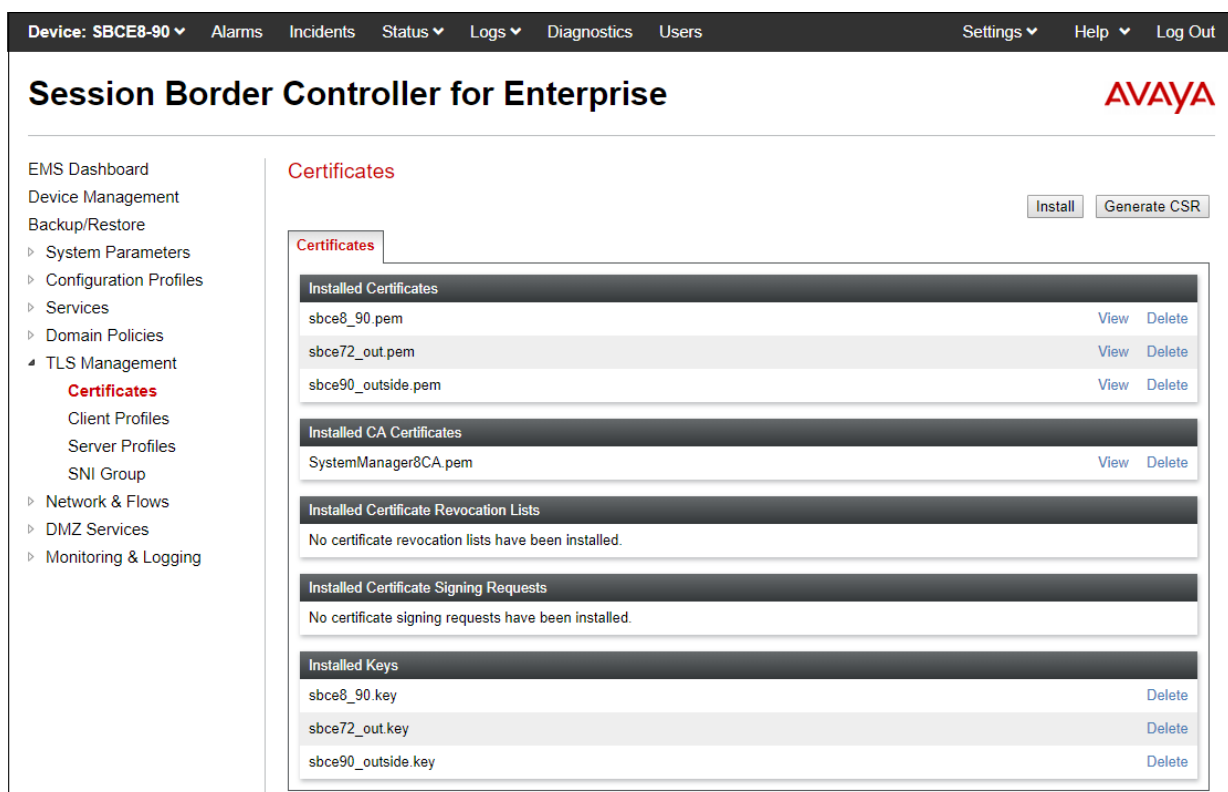 Device: SBCE8-90 Alarms Incidents Status Logs Diagnostics Users Settings Help Log Out
Session Border Controller for Enterprise
AVAYA
EMS Dashboard
Device Management
Backup/Restore
System Parameters
Configuration Profiles
Services
Domain Policies
TLS Management
Certificates
Client Profiles
Server Profiles
SNI Group
Network & Flows
DMZ Services
Monitoring & Logging
Certificates
Install Generate CSR
Certificates
Installed Certificates
sbce8_90.pem View Delete
sbce72_out.pem View Delete
sbce90_outside.pem View Delete
Installed CA Certificates
SystemManager8CA.pem View Delete
Installed Certificate Revocation Lists
No certificate revocation lists have been installed.
Installed Certificate Signing Requests
No certificate signing requests have been installed.
Installed Keys
sbce8_90.key Delete
sbce72_out.key Delete
sbce90_outside.key Delete